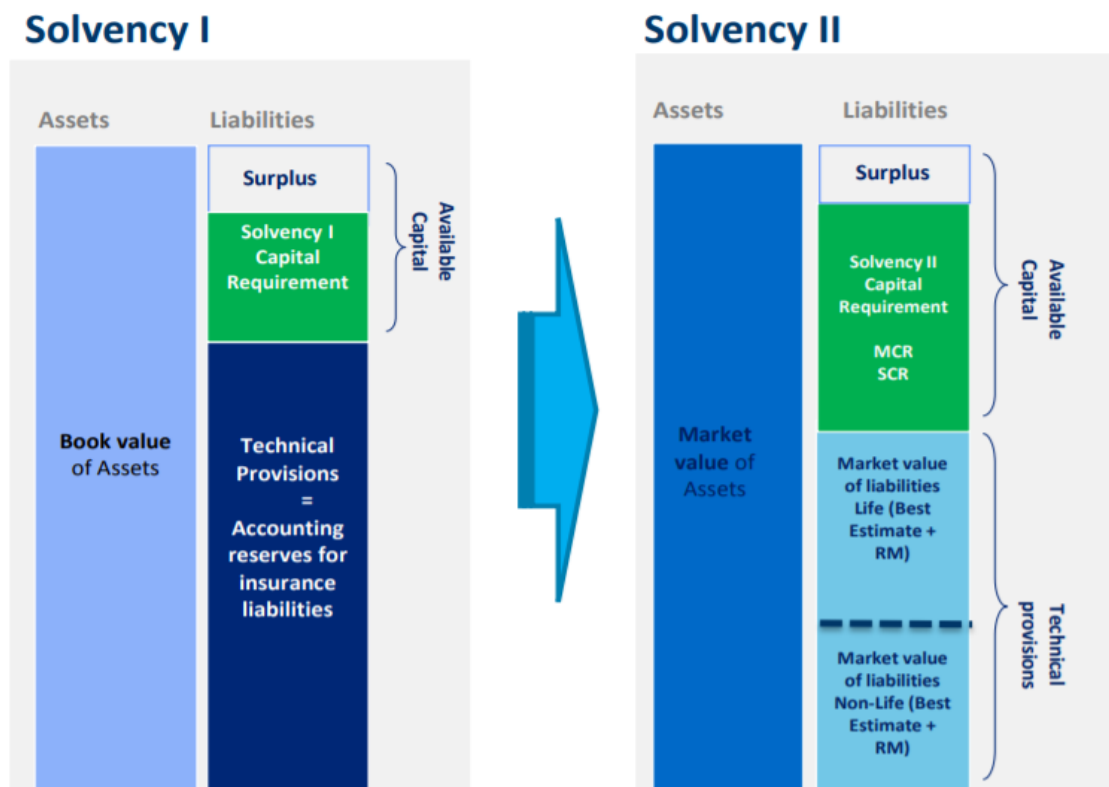 Solvency I
Assets
Liabilities
Surplus
Solvency I
Capital
Requirement
Available
Capital
Book value
of Assets
Technical
Provisions
=
Accounting
reserves for
insurance
liabilities
Solvency II
Assets
Liabilities
Surplus
Solvency II
Capital
Requirement
MCR
SCR
Available
Capital
Market
value of
Assets
Market value
of liabilities
Life (Best
Estimate +
RM)
Market value
of liabilities
Non-Life (Best
Estimate +
RM)
Technical
provisions